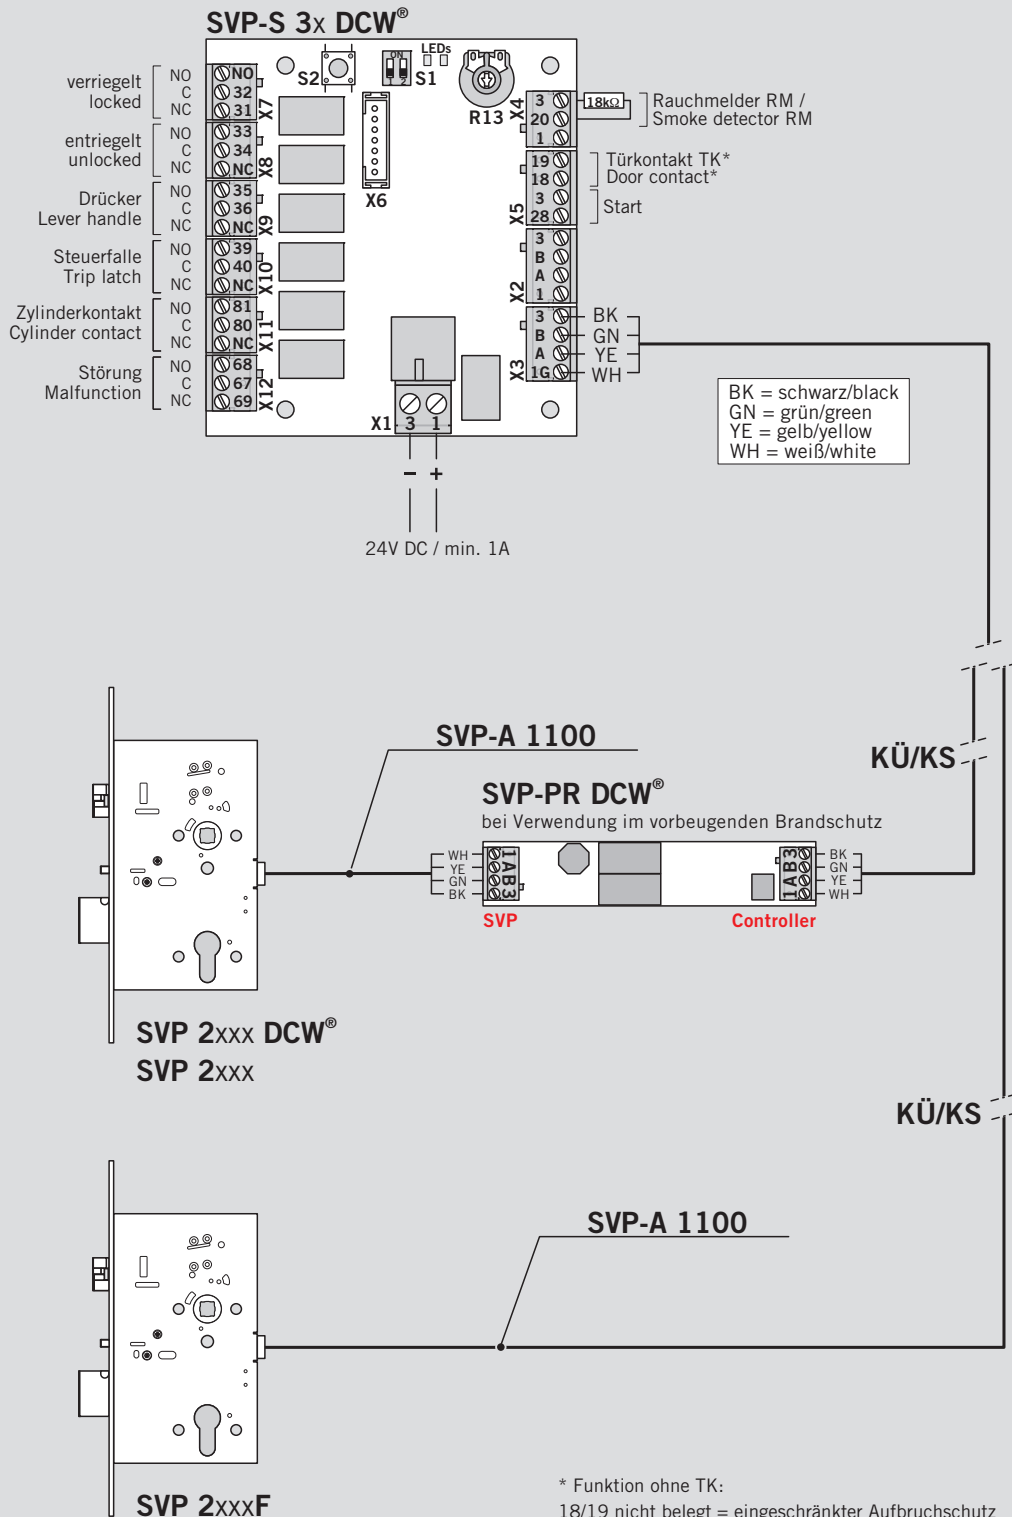 SVP-S 3x DCW®
verriegelt
locked
NO
C
NC
NO
32
31
X7
entriegelt
unlocked
NO
C
NC
33
34
NC
X8
Drücker
Lever handle
NO
C
NC
35
36
NC
X9
Steuerfalle
Trip latch
NO
C
NC
39
40
NC
X10
Zylinderkontakt
Cylinder contact
NO
C
NC
81
80
NC
X11
Störung
Malfunction
NO
C
NC
68
67
69
X12
S2
ON
1 2
S1
LEDs
R13
X6
X4
3
20
1
18kΩ
Rauchmelder RM /
Smoke detector RM
X5
19
18
3
28
Türkontakt TK*
Door contact*
Start
X2
3
B
A
1
X3
3
B
A
1G
BK
GN
YE
WH
X1
3 1
– +
24V DC / min. 1A
BK = schwarz/black
GN = grün/green
YE = gelb/yellow
WH = weiß/white
KÜ/KS
SVP-A 1100
SVP-PR DCW®
bei Verwendung im vorbeugenden Brandschutz
WH
YE
GN
BK
1AB3
1AB3
BK
GN
YE
WH
SVP
Controller
SVP 2xxx DCW®
SVP 2xxx
KÜ/KS
SVP-A 1100
SVP 2xxxF
* Funktion ohne TK:
18/19 nicht belegt = eingeschränkter Aufbruchschutz